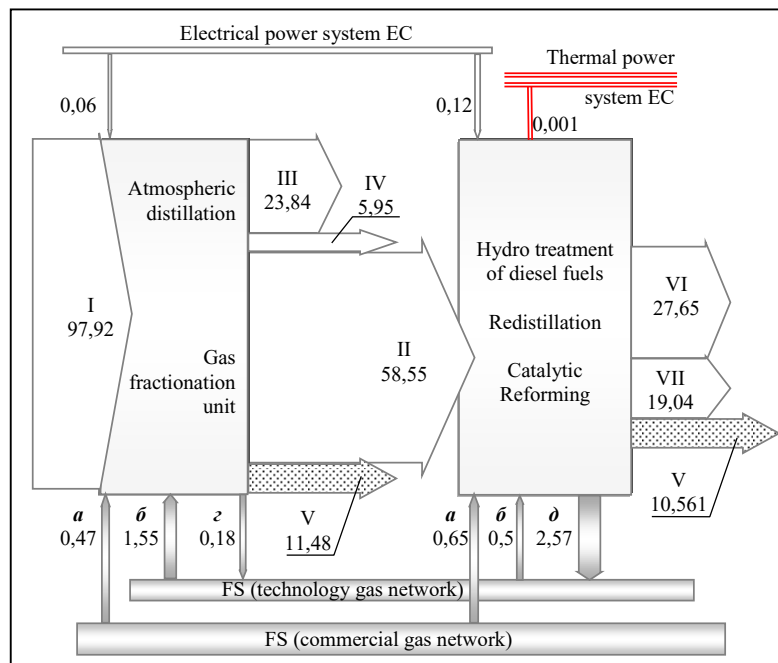 Electrical power system EC
Thermal power
system EC
0,06
0,12
0,001
Atmospheric
distillation
III
23,84
IV
5,95
I
97,92
Gas
fractionation
unit
II
58,55
Hydro treatment
of diesel fuels
Redistillation
Catalytic
Reforming
VI
27,65
VII
19,04
V
10,561
а
0,47
б
1,55
г
0,18
V
11,48
а
0,65
б
0,5
д
2,57
FS (technology gas network)
FS (commercial gas network)